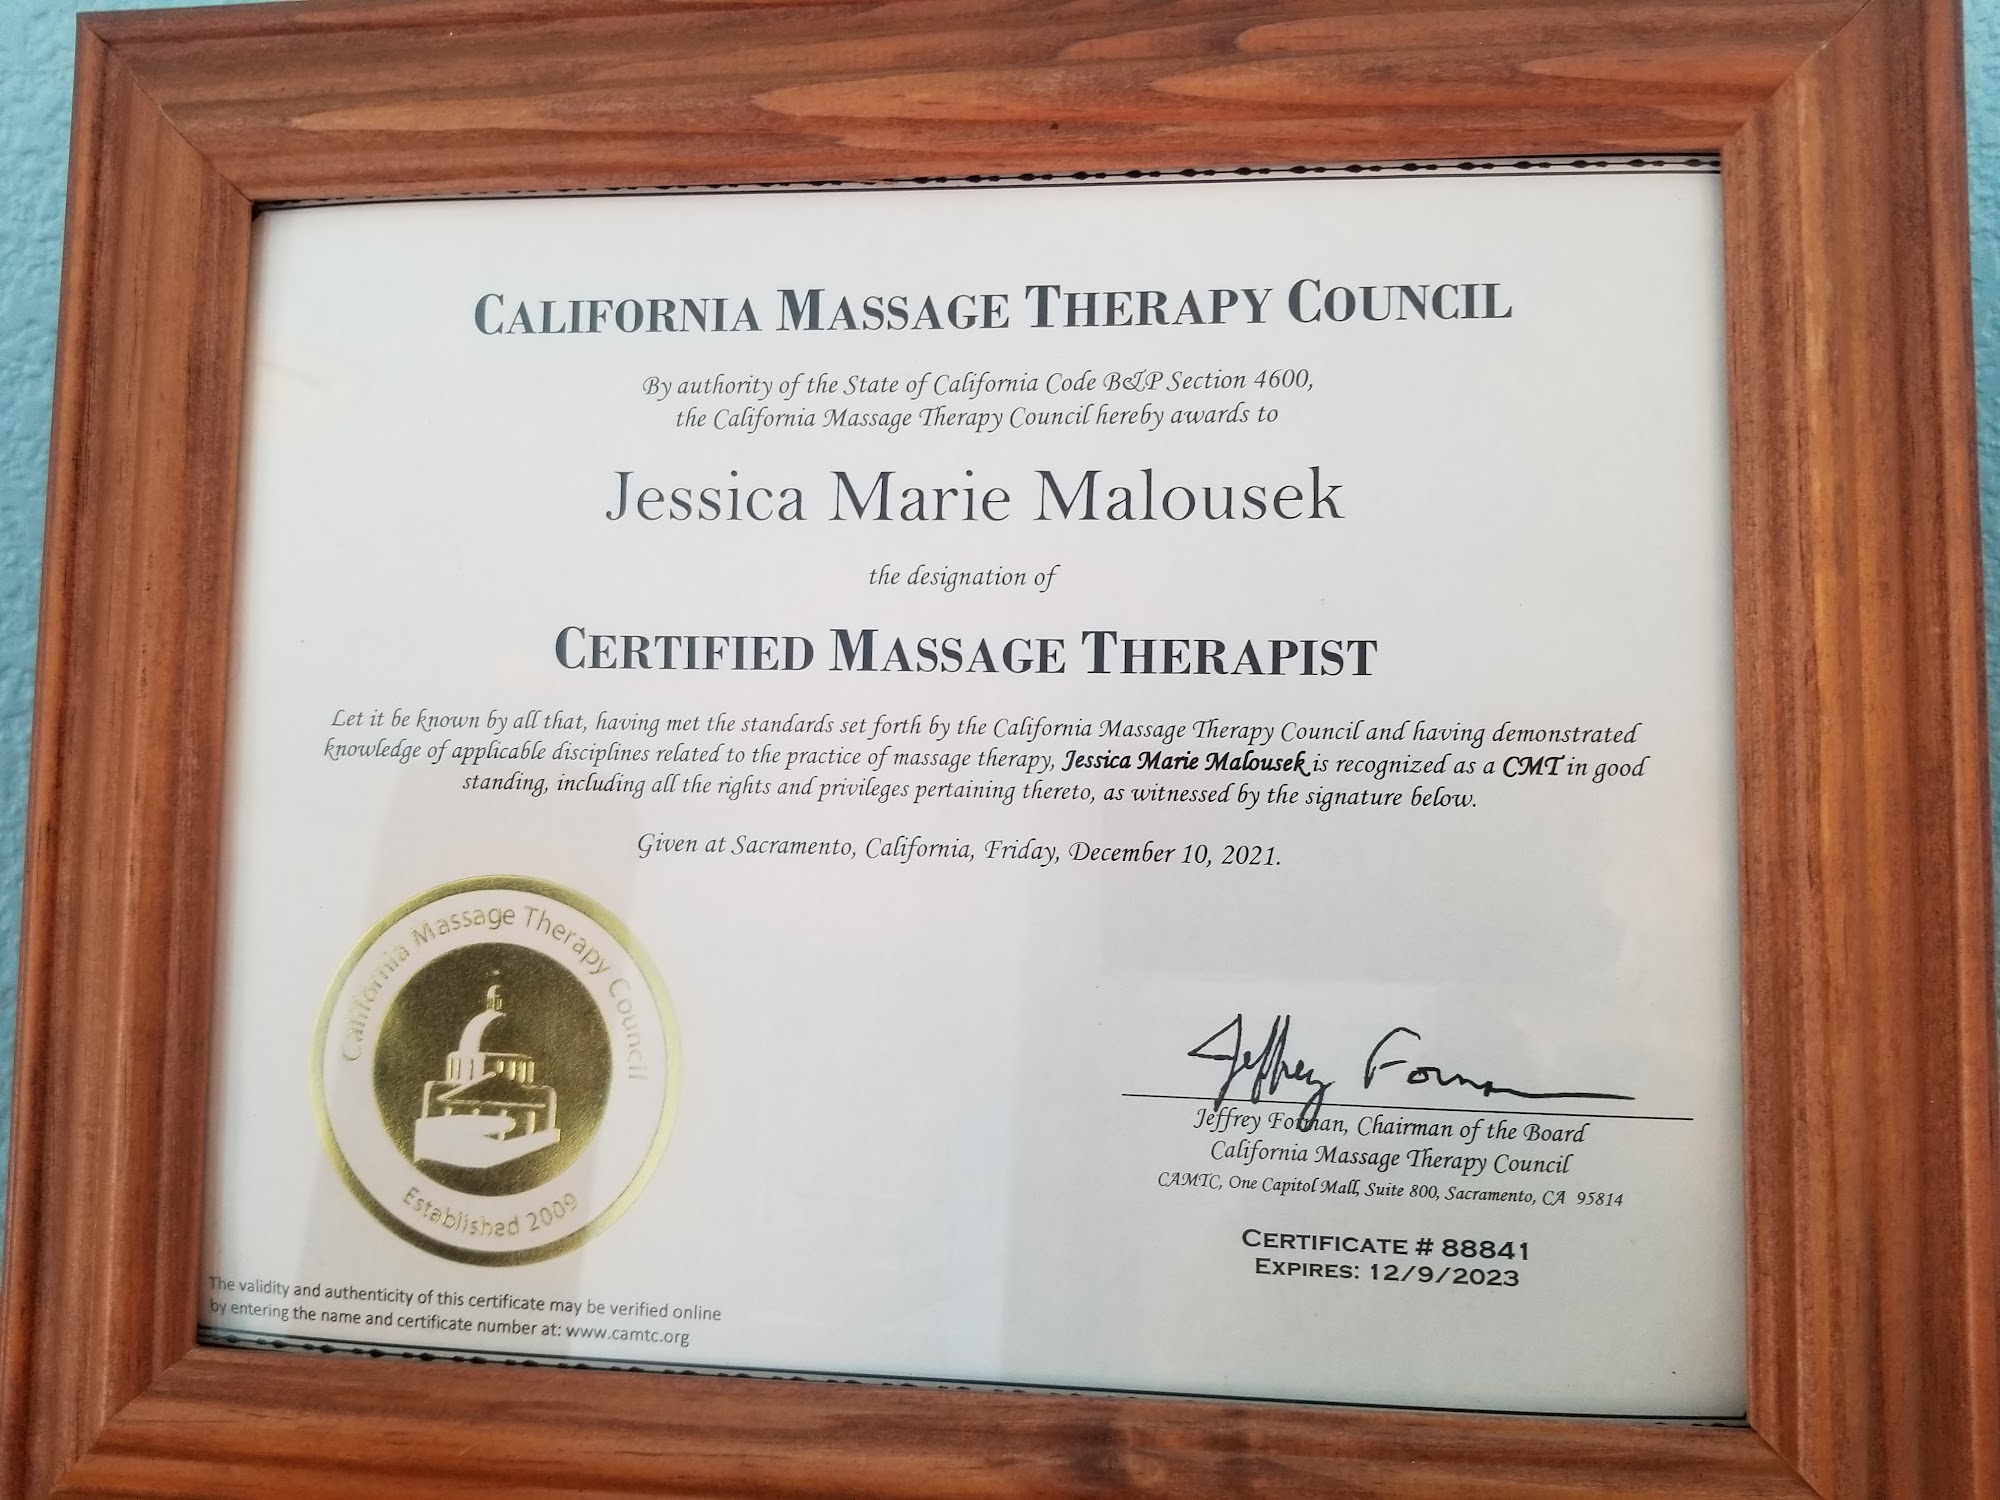 CALIFORNIA MASSAGE THERAPY COUNCIL
By authority of the State of California Code B&P Section 4600,
the California Massage Therapy Council hereby awards to
Jessica Marie Malousek
the designation of
CERTIFIED MASSAGE THERAPIST
Let it be known by all that, having met the standards set forth by the California Massage Therapy Council and having demonstrated
knowledge of applicable disciplines related to the practice of massage therapy, Jessica Marie Malousek is recognized as a CMT in good
standing, including all the rights and privileges pertaining thereto, as witnessed by the signature below.
Given at Sacramento, California, Friday, December 10, 2021.
California Massage Therapy Council
Established 2009
Jeffrey Forman
Jeffrey Forman, Chairman of the Board
California Massage Therapy Council
CAMTC, One Capitol Mall, Suite 800, Sacramento, CA 95814
CERTIFICATE # 88841
EXPIRES: 12/9/2023
The validity and authenticity of this certificate may be verified online
by entering the name and certificate number at: www.camtc.org